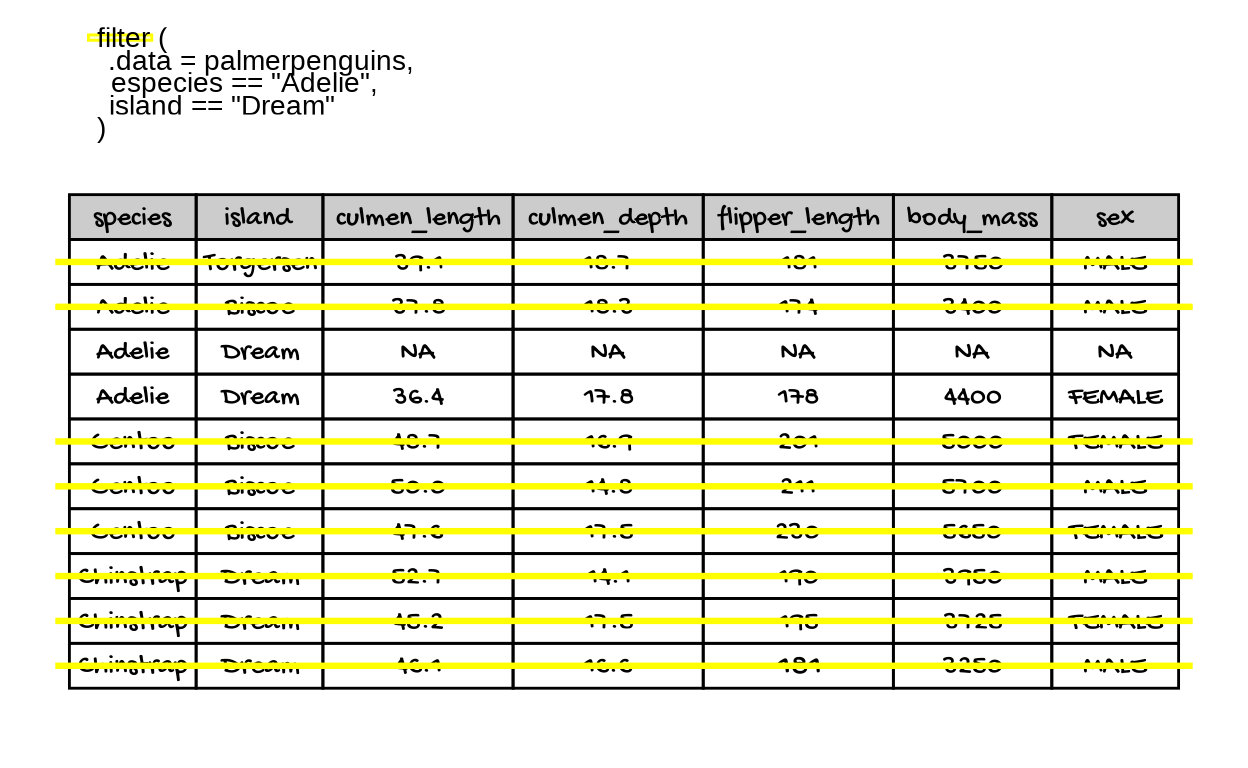 filter (
.data = palmerpenguins,
especies == "Adelie",
island == "Dream"
)
species island culmen_length culmen_depth flipper_length body_mass sex
Adelie Torgersen 39.1 18.7 181 3750 MALE
Adelie Biscoe 37.8 18.3 174 3400 MALE
Adelie Dream NA NA NA NA NA
Adelie Dream 36.4 17.8 178 4400 FEMALE
Gentoo Biscoe 48.7 16.9 201 5000 FEMALE
Gentoo Biscoe 50.0 14.8 211 5700 MALE
Gentoo Biscoe 47.6 17.5 230 5650 FEMALE
Chinstrap Dream 52.7 14.1 190 3950 MALE
Chinstrap Dream 45.2 17.5 195 3725 FEMALE
Chinstrap Dream 46.1 16.6 181 3250 MALE